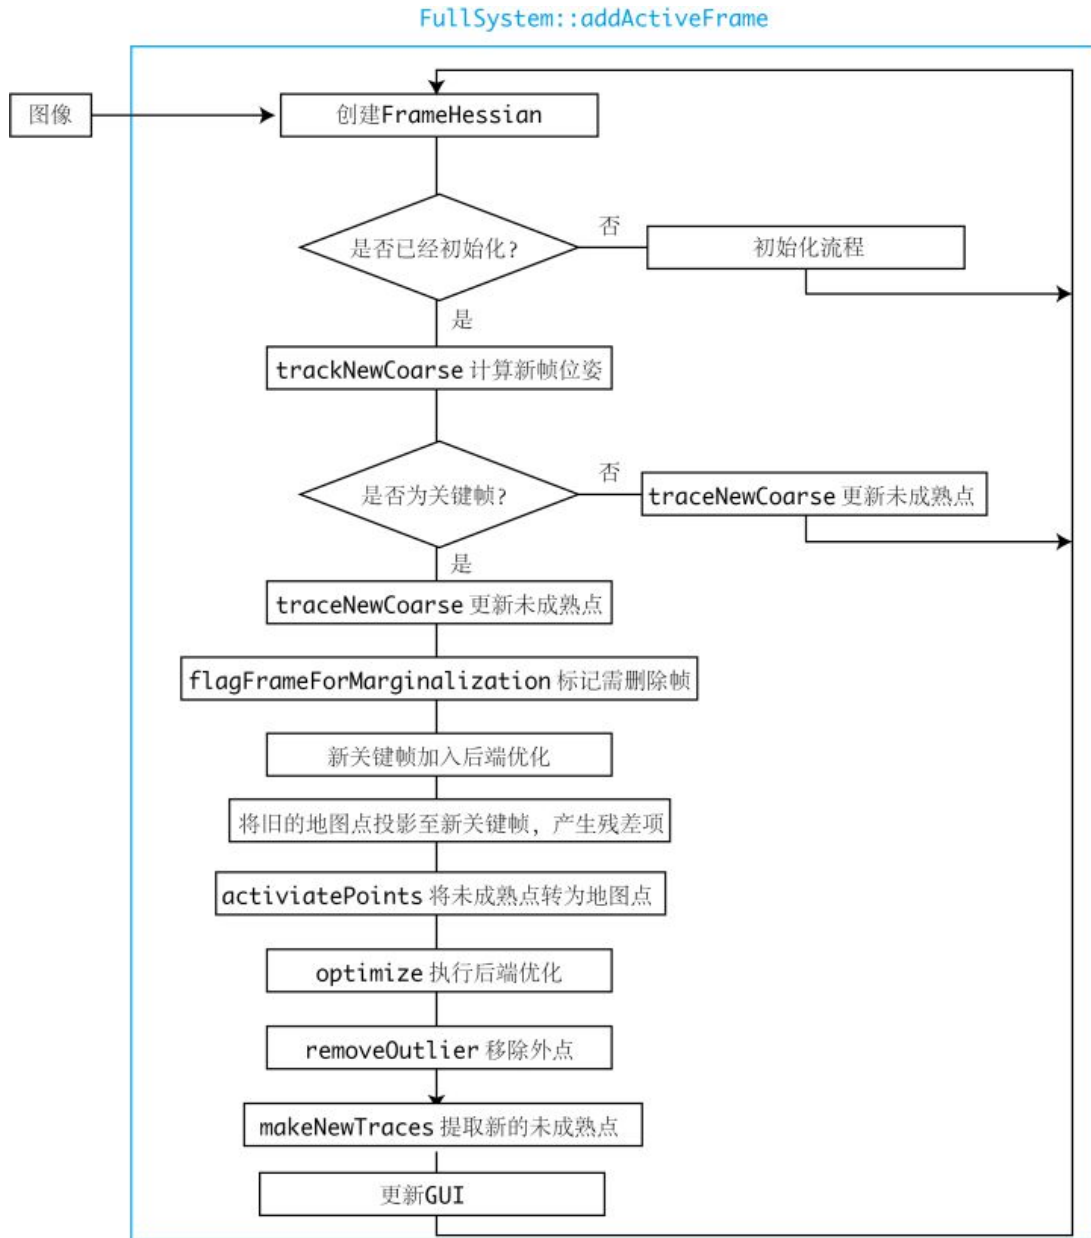 FullSystem::addActiveFrame
图像
创建FrameHessian
是否已经初始化?
否
初始化流程
是
trackNewCoarse 计算新帧位姿
是否为关键帧?
否
traceNewCoarse 更新未成熟点
是
traceNewCoarse 更新未成熟点
flagFrameForMarginalization 标记需删除帧
新关键帧加入后端优化
将旧的地图点投影至新关键帧，产生残差项
activiatePoints 将未成熟点转为地图点
optimize 执行后端优化
removeOutlier 移除外点
makeNewTraces 提取新的未成熟点
更新GUI